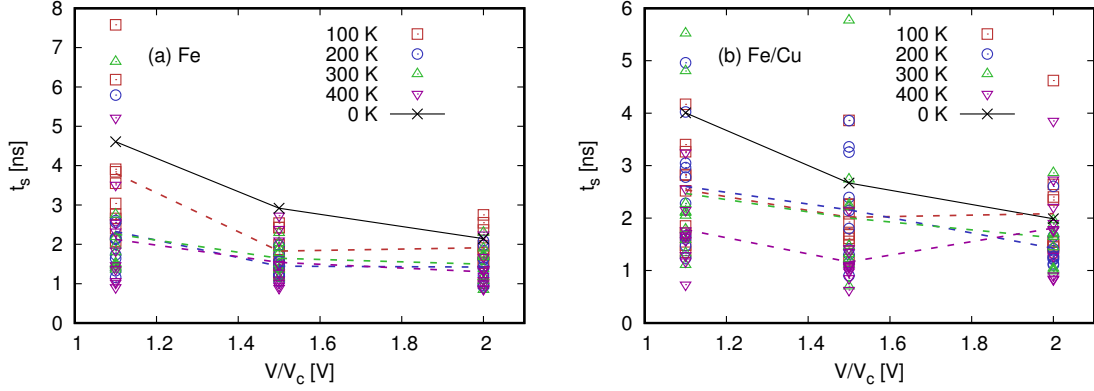 8
7
6
5
4
3
2
1
0
t_s [ns]
(a) Fe
100 K
200 K
300 K
400 K
0 K
1 1.2 1.4 1.6 1.8 2
V/V_c [V]
6
5
4
3
2
1
0
t_s [ns]
(b) Fe/Cu
100 K
200 K
300 K
400 K
0 K
1 1.2 1.4 1.6 1.8 2
V/V_c [V]